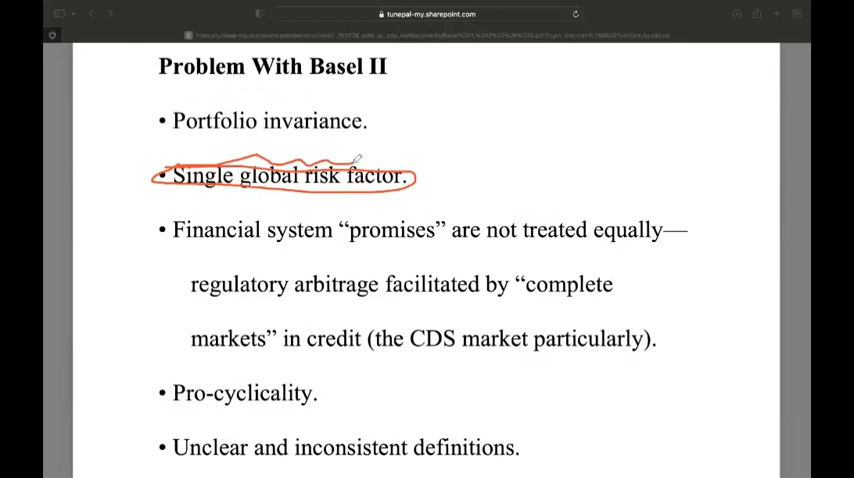 tunepal-my.sharepoint.com
Problem With Basel II
• Portfolio invariance.
• Single global risk factor.
• Financial system “promises” are not treated equally—
regulatory arbitrage facilitated by “complete
markets” in credit (the CDS market particularly).
• Pro-cyclicality.
• Unclear and inconsistent definitions.